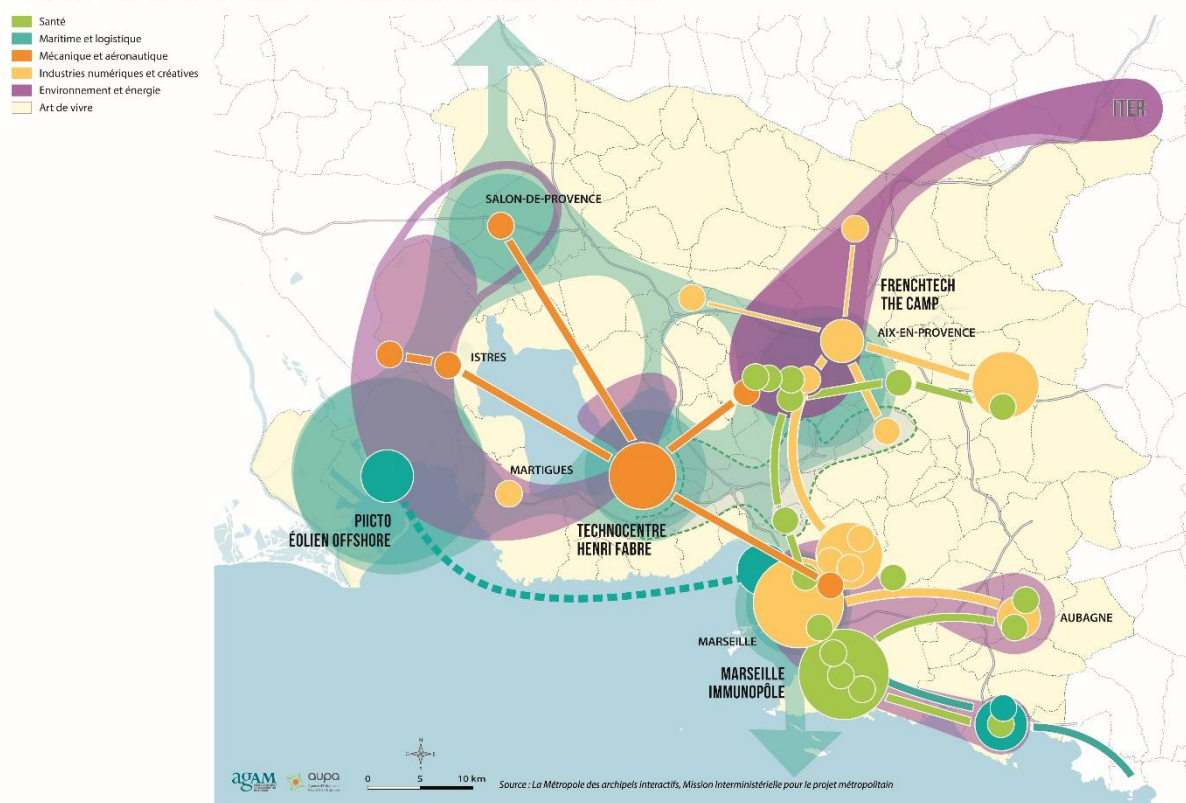 Santé
Maritime et logistique
Mécanique et aéronautique
Industries numériques et créatives
Environnement et énergie
Art de vivre
ITER
SALON-DE-PROVENCE
FRENCHTECH
THE CAMP
AIX-EN-PROVENCE
ISTRES
MARTIGUES
PIICTO
ÉOLIEN OFFSHORE
TECHNOCENTRE
HENRI FABRE
AUBAGNE
MARSEILLE
MARSEILLE
IMMUNOPÔLE
N
E
S
O
agAM
aupa
0 5 10 km
Source : La Métropole des archipels interactifs, Mission Interministérielle pour le projet métropolitain